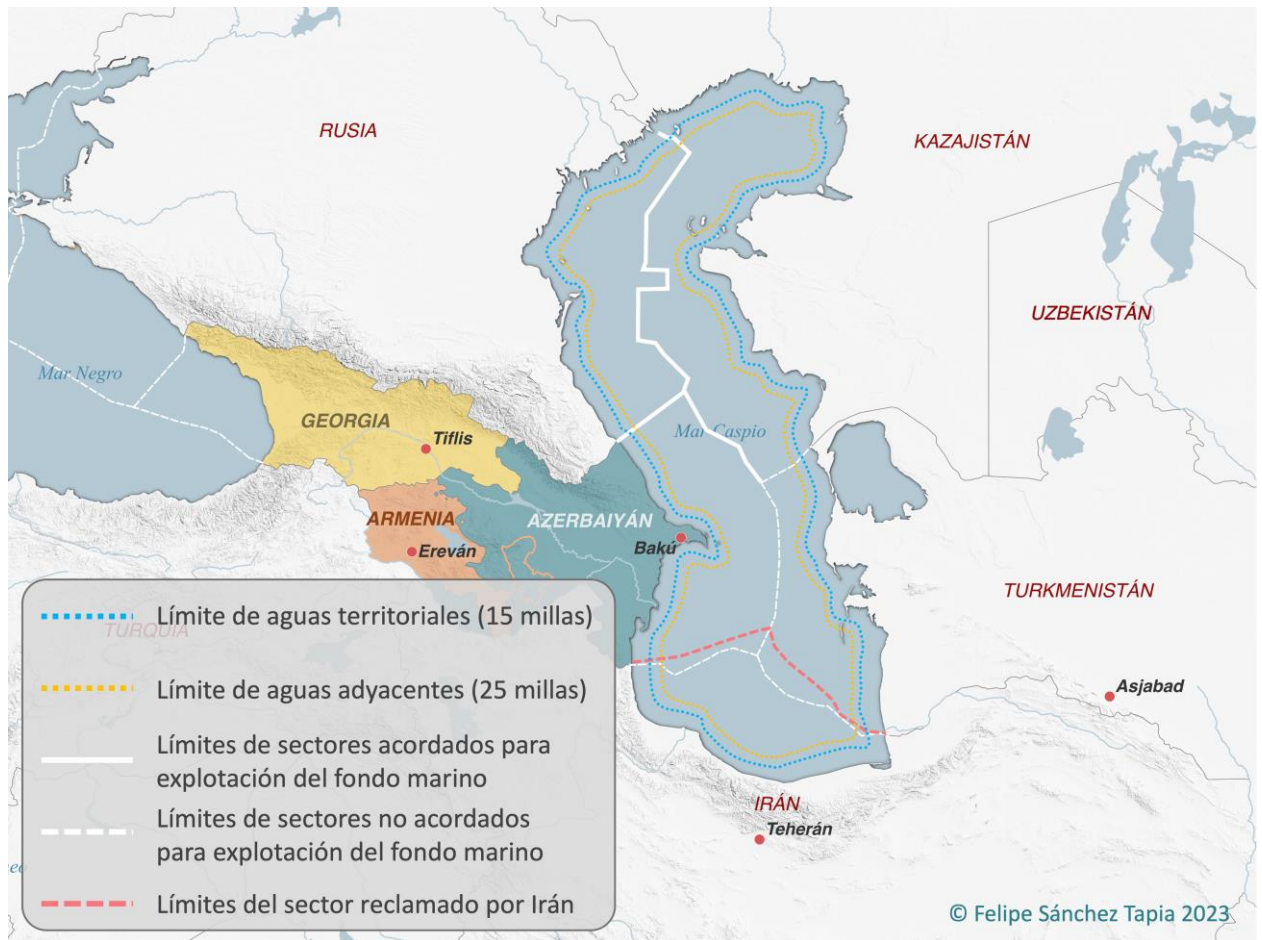 RUSIA
KAZAJISTÁN
UZBEKISTÁN
Mar Negro
GEORGIA
Tiflis
Mar Caspio
ARMENIA
Ereván
AZERBAIYÁN
Bakú
TURKMENISTÁN
Asjabad
IRÁN
Teherán
TURQUIA
Límite de aguas territoriales (15 millas)
Límite de aguas adyacentes (25 millas)
Límites de sectores acordados para
explotación del fondo marino
Límites de sectores no acordados
para explotación del fondo marino
Límites del sector reclamado por Irán
© Felipe Sánchez Tapia 2023